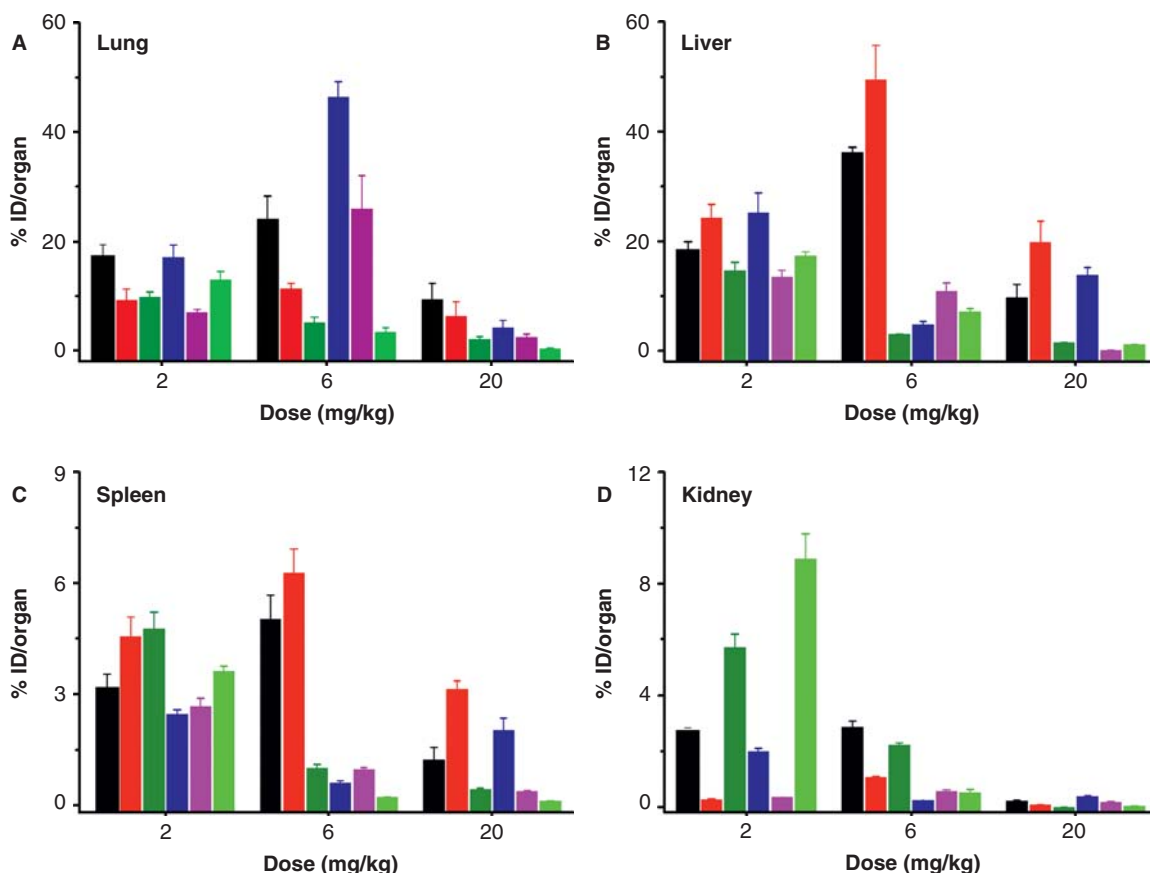 A Lung
% ID/organ
60
40
20
0
2 6 20
Dose (mg/kg)
B Liver
% ID/organ
60
40
20
0
2 6 20
Dose (mg/kg)
C Spleen
% ID/organ
9
6
3
0
2 6 20
Dose (mg/kg)
D Kidney
% ID/organ
12
8
4
0
2 6 20
Dose (mg/kg)